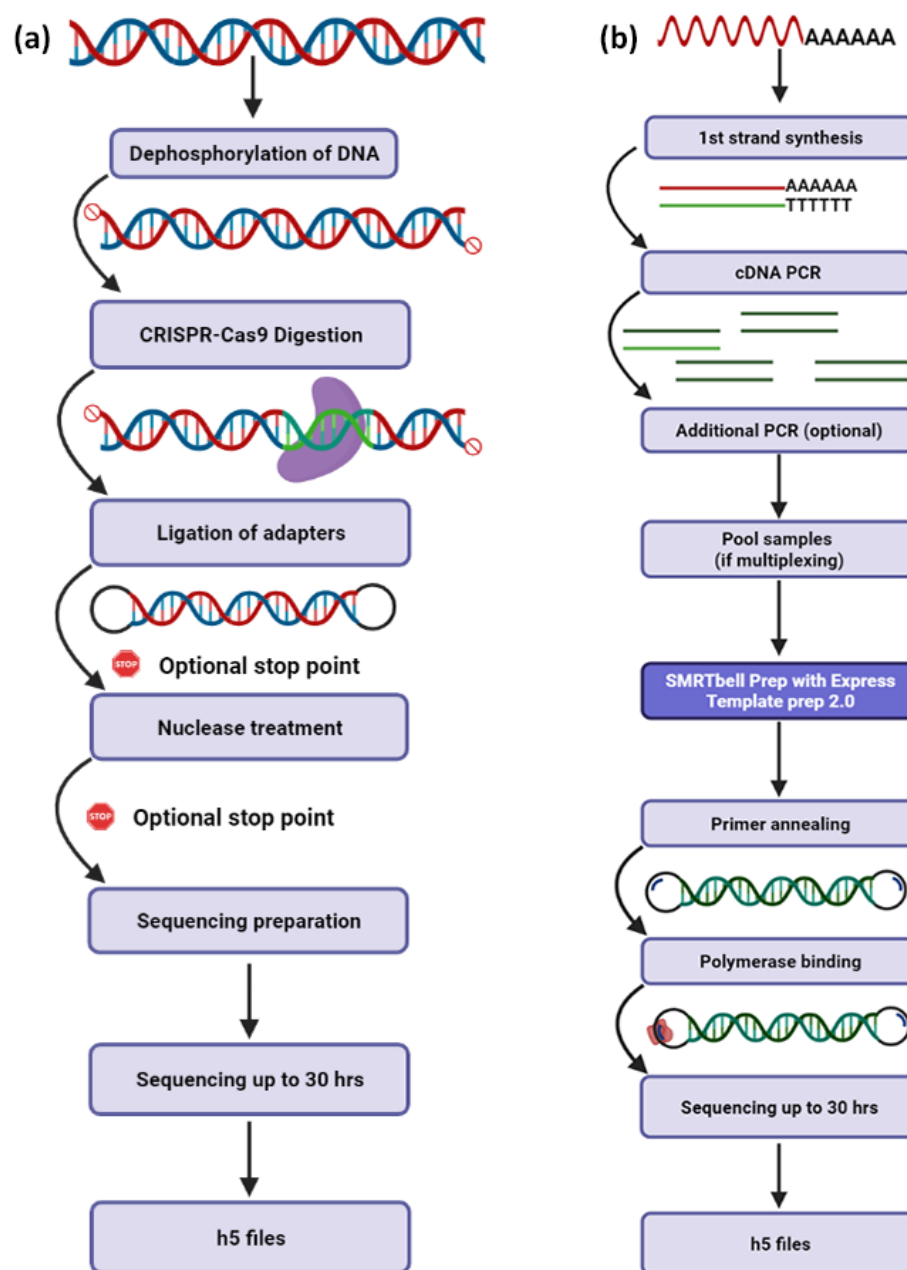 (a)
Dephosphorylation of DNA
CRISPR-Cas9 Digestion
Ligation of adapters
STOP Optional stop point
Nuclease treatment
STOP Optional stop point
Sequencing preparation
Sequencing up to 30 hrs
h5 files
(b)
AAAAAA
1st strand synthesis
AAAAAA
TTTTTT
cDNA PCR
Additional PCR (optional)
Pool samples
(if multiplexing)
SMRTbell Prep with Express
Template prep 2.0
Primer annealing
Polymerase binding
Sequencing up to 30 hrs
h5 files